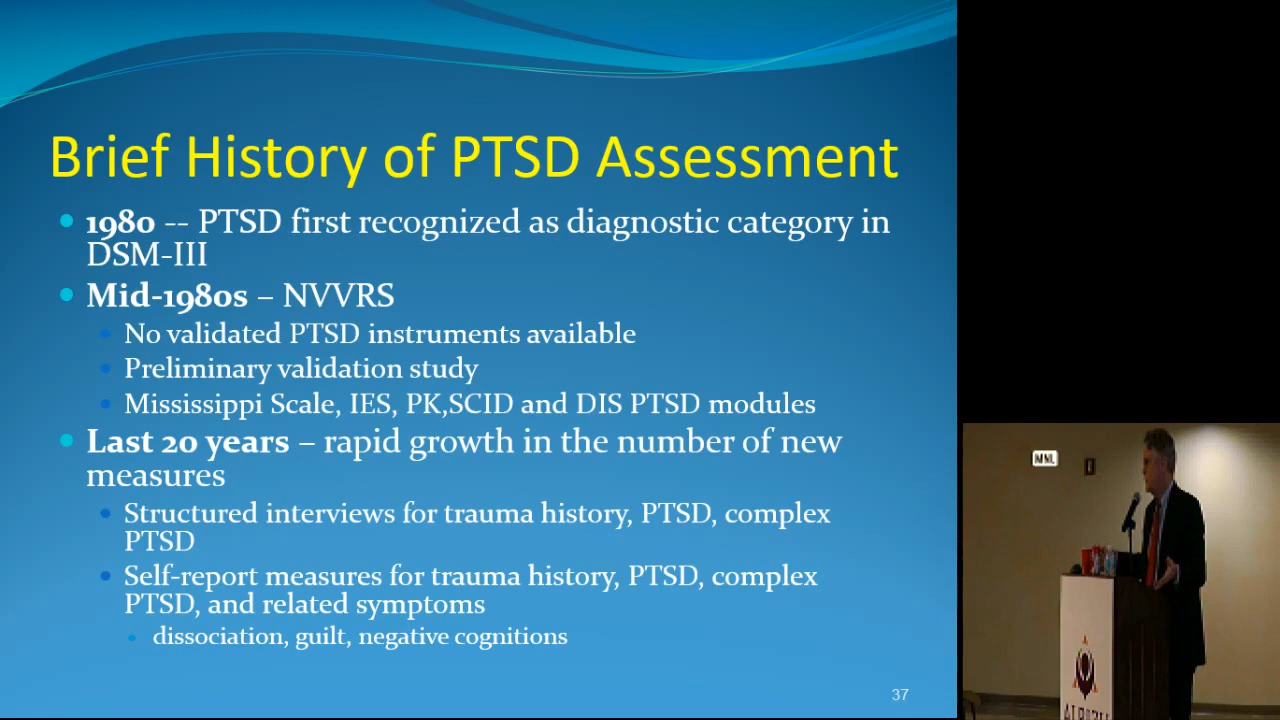 Brief History of PTSD Assessment
1980 -- PTSD first recognized as diagnostic category in
DSM-III
Mid-1980s – NVVRS
No validated PTSD instruments available
Preliminary validation study
Mississippi Scale, IES, PK,SCID and DIS PTSD modules
Last 20 years – rapid growth in the number of new
measures
Structured interviews for trauma history, PTSD, complex
PTSD
Self-report measures for trauma history, PTSD, complex
PTSD, and related symptoms
dissociation, guilt, negative cognitions
37
MNL